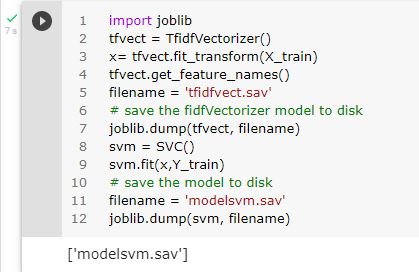 7s
1 import joblib
2 tfvect = TfidfVectorizer()
3 x= tfvect.fit_transform(X_train)
4 tfvect.get_feature_names()
5 filename = 'tfidfvect.sav'
6 # save the fidfVectorizer model to disk
7 joblib.dump(tfvect, filename)
8 svm = SVC()
9 svm.fit(x,Y_train)
10 # save the model to disk
11 filename = 'modelsvm.sav'
12 joblib.dump(svm, filename)
['modelsvm.sav']